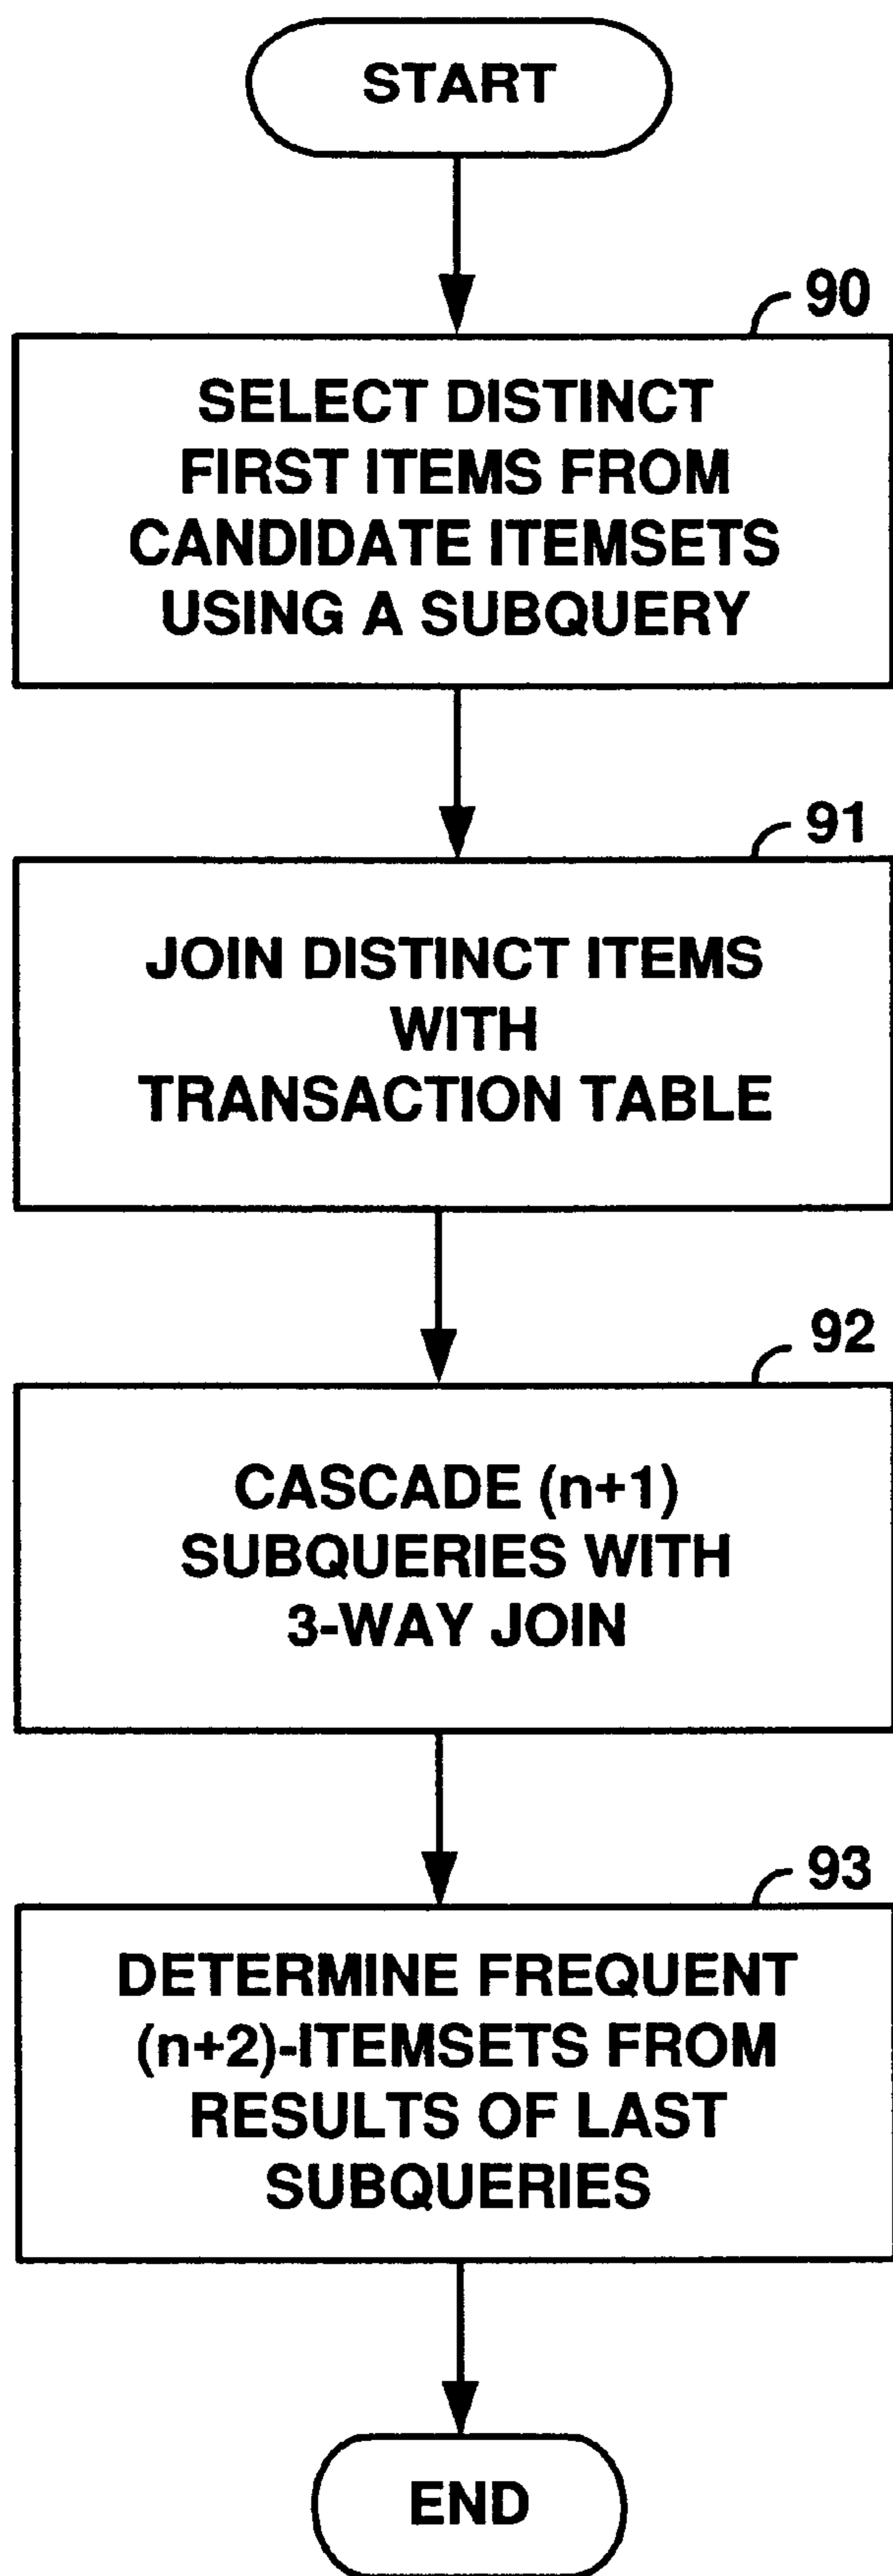 START
90
SELECT DISTINCT
FIRST ITEMS FROM
CANDIDATE ITEMSETS
USING A SUBQUERY
91
JOIN DISTINCT ITEMS
WITH
TRANSACTION TABLE
92
CASCADE (n+1)
SUBQUERIES WITH
3-WAY JOIN
93
DETERMINE FREQUENT
(n+2)-ITEMSETS FROM
RESULTS OF LAST
SUBQUERIES
END